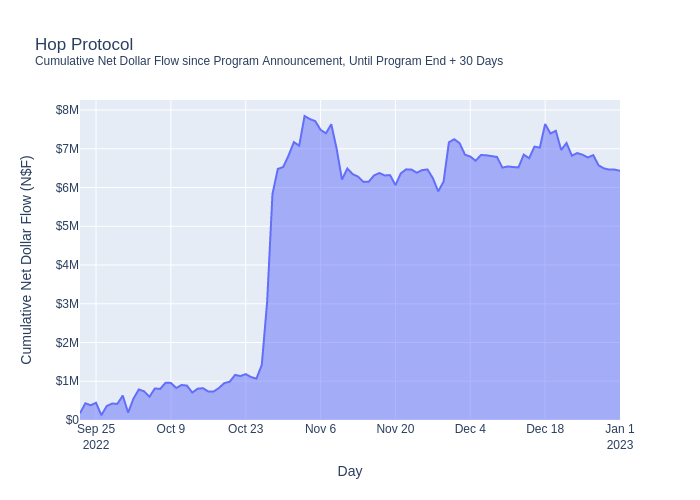 Hop Protocol
Cumulative Net Dollar Flow since Program Announcement, Until Program End + 30 Days
Cumulative Net Dollar Flow (N$F)
$8M
$7M
$6M
$5M
$4M
$3M
$2M
$1M
$0
Sep 25 Oct 9 Oct 23 Nov 6 Nov 20 Dec 4 Dec 18 Jan 1
2022 2023
Day